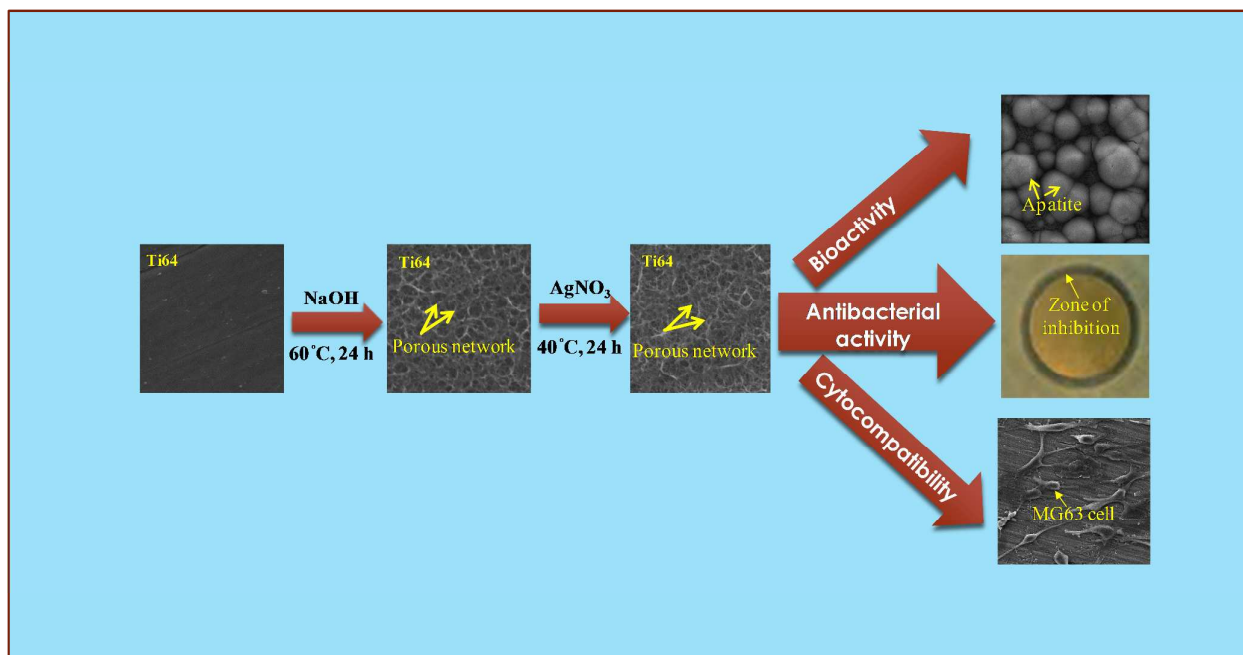 Ti64
NaOH
60°C, 24 h
Ti64
Porous network
AgNO₃
40°C, 24 h
Ti64
Porous network
Bioactivity
Antibacterial
activity
Cytocompatibility
Apatite
Zone of
inhibition
MG63 cell